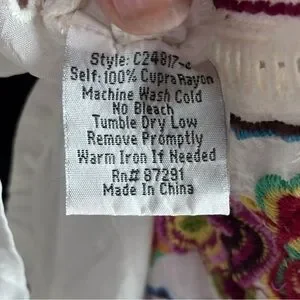 Style: C24817-2
Self: 100% Cupra Rayon
Machine Wash Cold
No Bleach
Tumble Dry Low
Remove Promptly
Warm Iron If Needed
Rn# 87291
Made In China